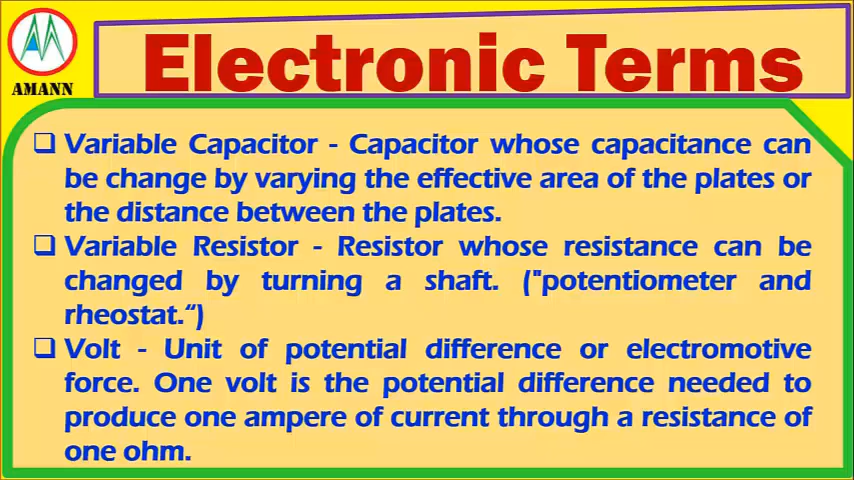 AMANN
Electronic Terms
❑ Variable Capacitor - Capacitor whose capacitance can
be change by varying the effective area of the plates or
the distance between the plates.
❑ Variable Resistor - Resistor whose resistance can be
changed by turning a shaft. ("potentiometer and
rheostat.“)
❑ Volt - Unit of potential difference or electromotive
force. One volt is the potential difference needed to
produce one ampere of current through a resistance of
one ohm.